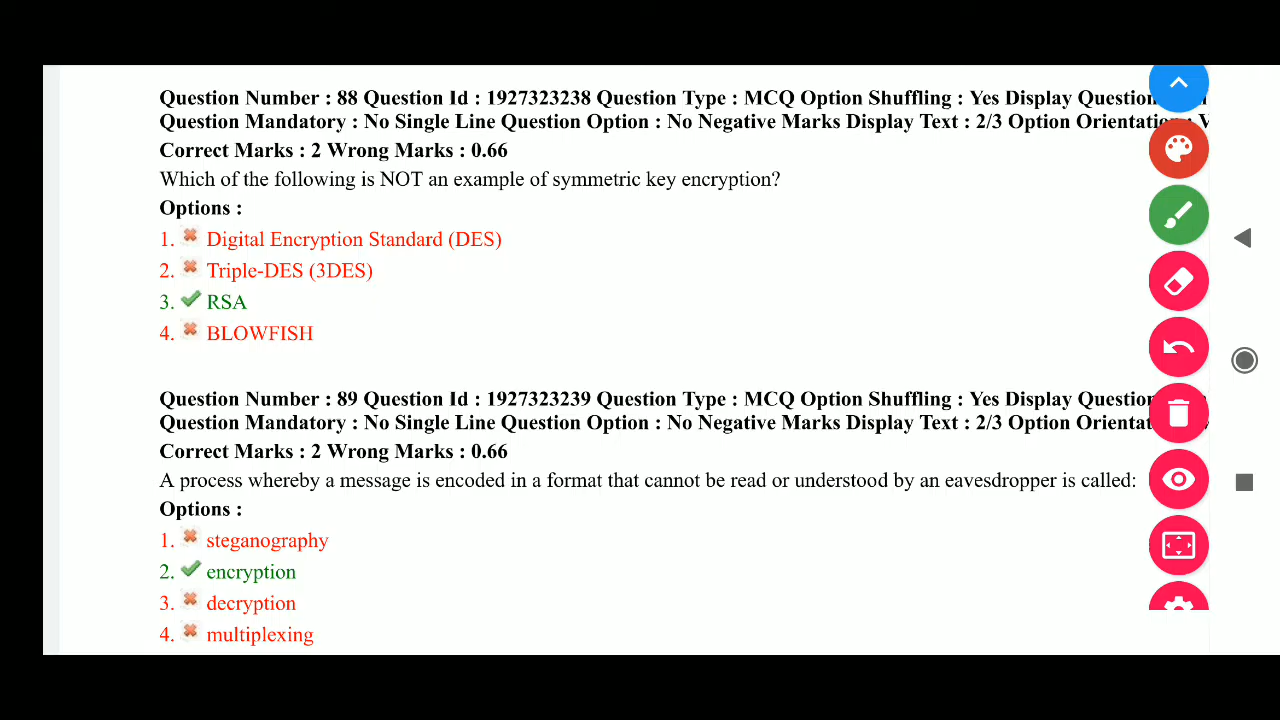 Question Number : 88 Question Id : 1927323238 Question Type : MCQ Option Shuffling : Yes Display Question
Question Mandatory : No Single Line Question Option : No Negative Marks Display Text : 2/3 Option Orientation : V
Correct Marks : 2 Wrong Marks : 0.66
Which of the following is NOT an example of symmetric key encryption?
Options :
1. Digital Encryption Standard (DES)
2. Triple-DES (3DES)
3. RSA
4. BLOWFISH
Question Number : 89 Question Id : 1927323239 Question Type : MCQ Option Shuffling : Yes Display Question
Question Mandatory : No Single Line Question Option : No Negative Marks Display Text : 2/3 Option Orientat
Correct Marks : 2 Wrong Marks : 0.66
A process whereby a message is encoded in a format that cannot be read or understood by an eavesdropper is called:
Options :
1. steganography
2. encryption
3. decryption
4. multiplexing